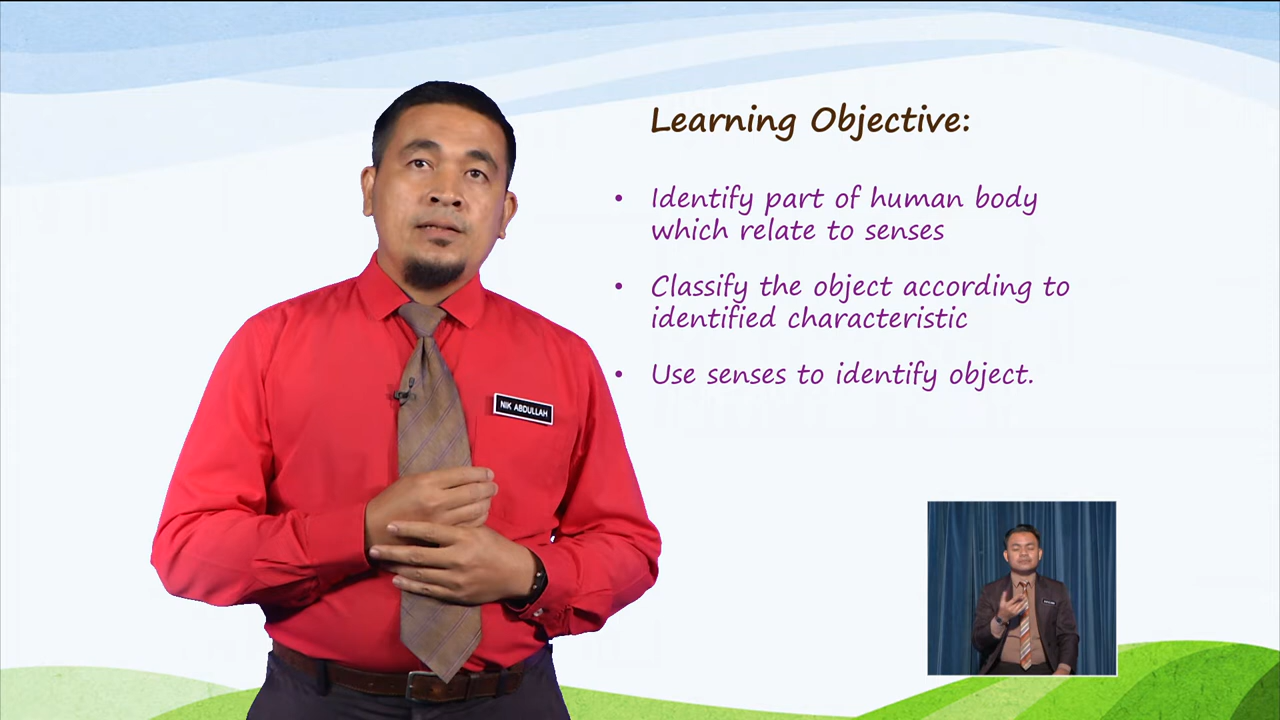 Learning Objective:
• Identify part of human body
which relate to senses
• Classify the object according to
identified characteristic
• Use senses to identify object.
NIK ABDULLAH